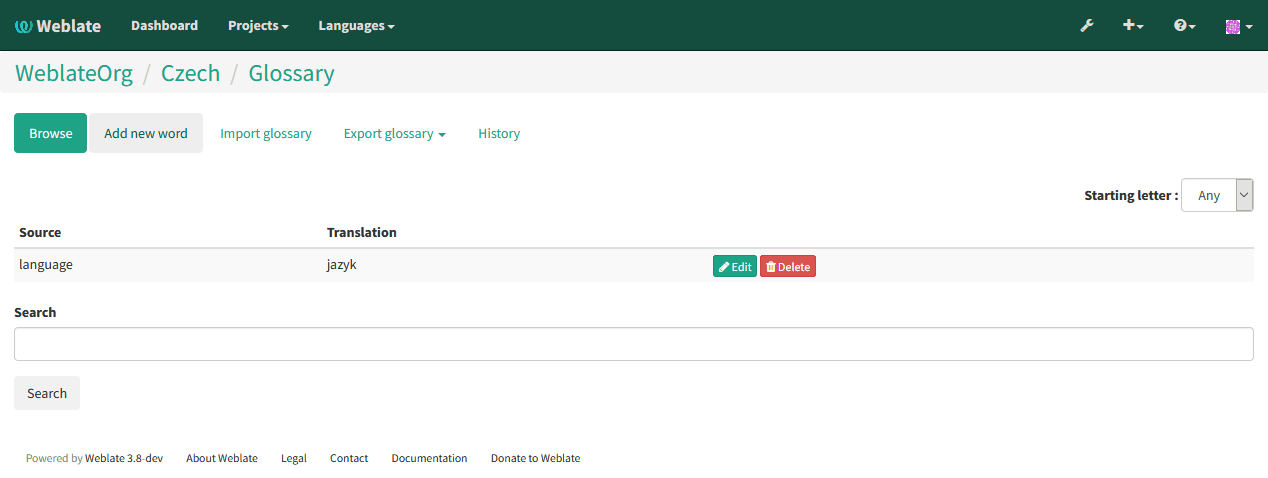 Weblate Dashboard Projects Languages
WeblateOrg / Czech / Glossary
Browse Add new word Import glossary Export glossary History
Starting letter : Any
Source Translation
language jazyk Edit Delete
Search
Search
Powered by Weblate 3.8-dev About Weblate Legal Contact Documentation Donate to Weblate